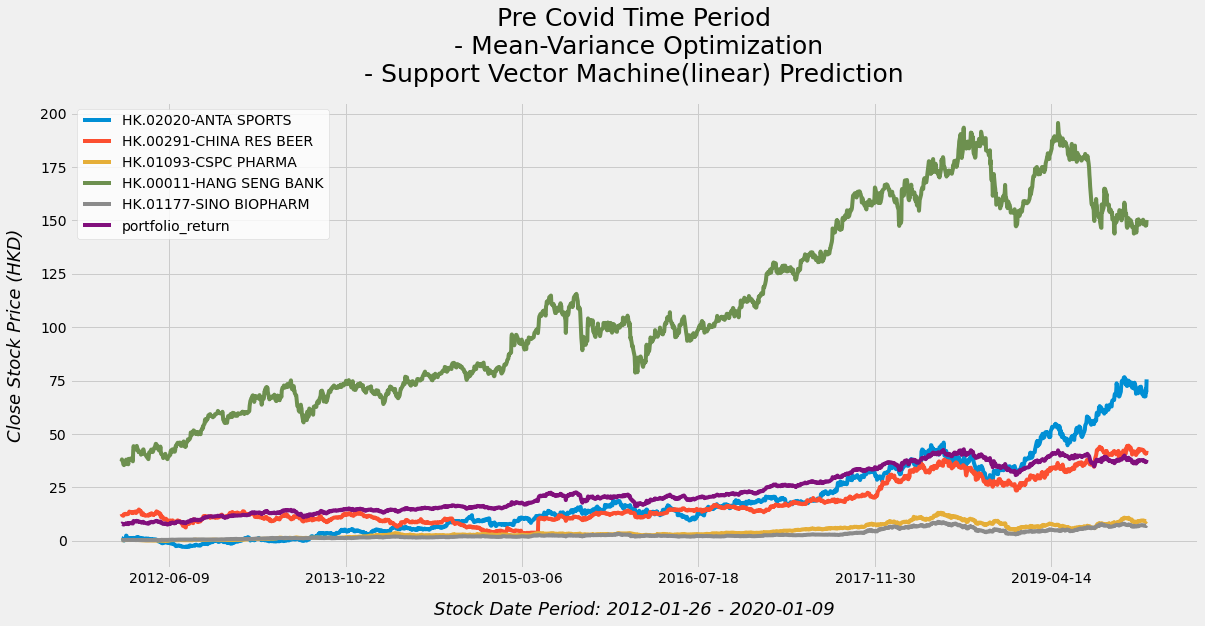 Pre Covid Time Period
- Mean-Variance Optimization
- Support Vector Machine(linear) Prediction
HK.02020-ANTA SPORTS
HK.00291-CHINA RES BEER
HK.01093-CSPC PHARMA
HK.00011-HANG SENG BANK
HK.01177-SINO BIOPHARM
portfolio_return
Close Stock Price (HKD)
200
175
150
125
100
75
50
25
0
2012-06-09
2013-10-22
2015-03-06
2016-07-18
2017-11-30
2019-04-14
Stock Date Period: 2012-01-26 - 2020-01-09